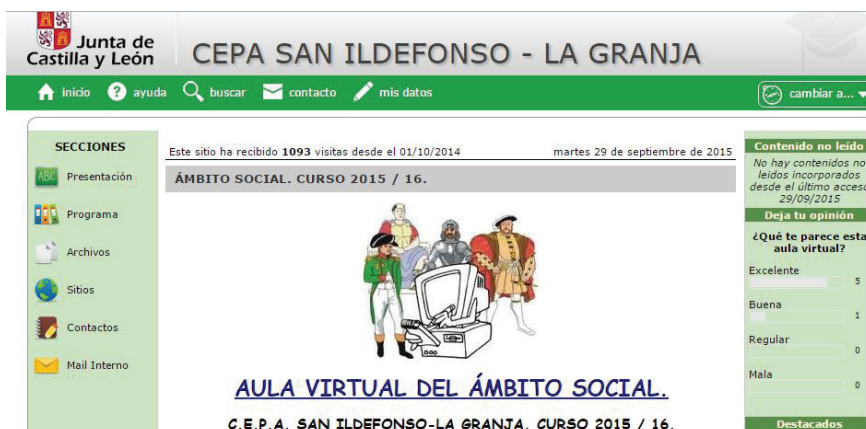 Junta de
Castilla y León
CEPA SAN ILDEFONSO - LA GRANJA
inicio ayuda buscar contacto mis datos
cambiar a...
SECCIONES
ABC Presentación
Programa
Archivos
Sitios
Contactos
Mail Interno
Este sitio ha recibido 1093 visitas desde el 01/10/2014
martes 29 de septiembre de 2015
ÁMBITO SOCIAL. CURSO 2015 / 16.
AULA VIRTUAL DEL ÁMBITO SOCIAL.
C.E.P.A. SAN ILDEFONSO-LA GRANJA. CURSO 2015 / 16.
Contenido no leído
No hay contenidos no
leidos incorporados
desde el último acceso
29/09/2015
Deja tu opinión
¿Qué te parece esta
aula virtual?
Excelente
5
Buena
1
Regular
0
Mala
0
Destacados